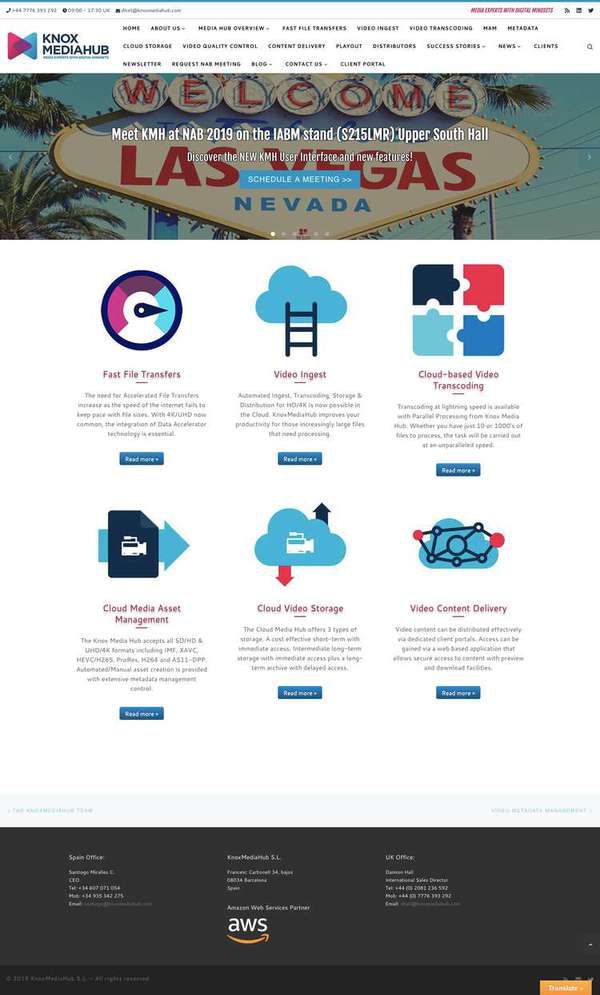 +44 7776 393 292 09:00 - 17:30 UK dhall@knoxmediahub.com MEDIA EXPERTS WITH DIGITAL MINDSETS
KNOX
MEDIAHUB
MEDIA EXPERTS WITH DIGITAL MINDSETS
HOME ABOUT US MEDIA HUB OVERVIEW FAST FILE TRANSFERS VIDEO INGEST VIDEO TRANSCODING MAM METADATA
CLOUD STORAGE VIDEO QUALITY CONTROL CONTENT DELIVERY PLAYOUT DISTRIBUTORS SUCCESS STORIES NEWS CLIENTS
NEWSLETTER REQUEST NAB MEETING BLOG CONTACT US CLIENT PORTAL
WELCOME
Meet KMH at NAB 2019 on the IABM stand (S215LMR) Upper South Hall
Discover the NEW KMH User Interface and new features!
LAS VEGAS
SCHEDULE A MEETING >>
NEVADA
Fast File Transfers
The need for Accelerated File Transfers
increase as the speed of the internet fails to
keep pace with file sizes. With 4K/UHD now
common, the integration of Data Accelerator
technology is essential.
Read more »
Video Ingest
Automated Ingest, Transcoding, Storage &
Distribution for HD/4K is now possible in
the Cloud. KnoxMediaHub improves your
productivity for those increasingly large files
that need processing.
Read more »
Cloud-based Video
Transcoding
Transcoding at lightning speed is available
with Parallel Processing from Knox Media
Hub. Whether you have just 10 or 1000's of
files to process, the task will be carried out
at an unparalleled speed.
Read more »
Cloud Media Asset
Management
The Knox Media Hub accepts all SD/HD &
UHD/4K formats including IMF, XAVC,
HEVC/H265, ProRes, H264 and AS11-DPP.
Automated/Manual asset creation is provided
with extensive metadata management
control.
Read more »
Cloud Video Storage
The Cloud Media Hub offers 3 types of
storage. A cost effective short-term with
immediate access. Intermediate long-term
storage with immediate access plus a long-
term archive with delayed access.
Read more »
Video Content Delivery
Video content can be distributed effectively
via dedicated client portals. Access can be
gained via a web based application that
allows secure access to content with preview
and download facilities.
Read more »
< THE KNOXMEDIAHUB TEAM
VIDEO METADATA MANAGEMENT >
Spain Office:
Santiago Miralles C.
CEO
Tel: +34 607 071 054
Mob: +34 935 342 275
Email:
KnoxMediaHub S.L.
Francesc Carbonell 34, bajos
08034 Barcelona
Spain
Amazon Web Services Partner
aws
UK Office:
Damion Hall
International Sales Director
Tel: +44 (0) 2081 236 592
Mob: +44 (0) 7776 393 292
Email: dhall@knoxmediahub.com
© 2019 KnoxMediaHub S.L. – All rights reserved
Translate »